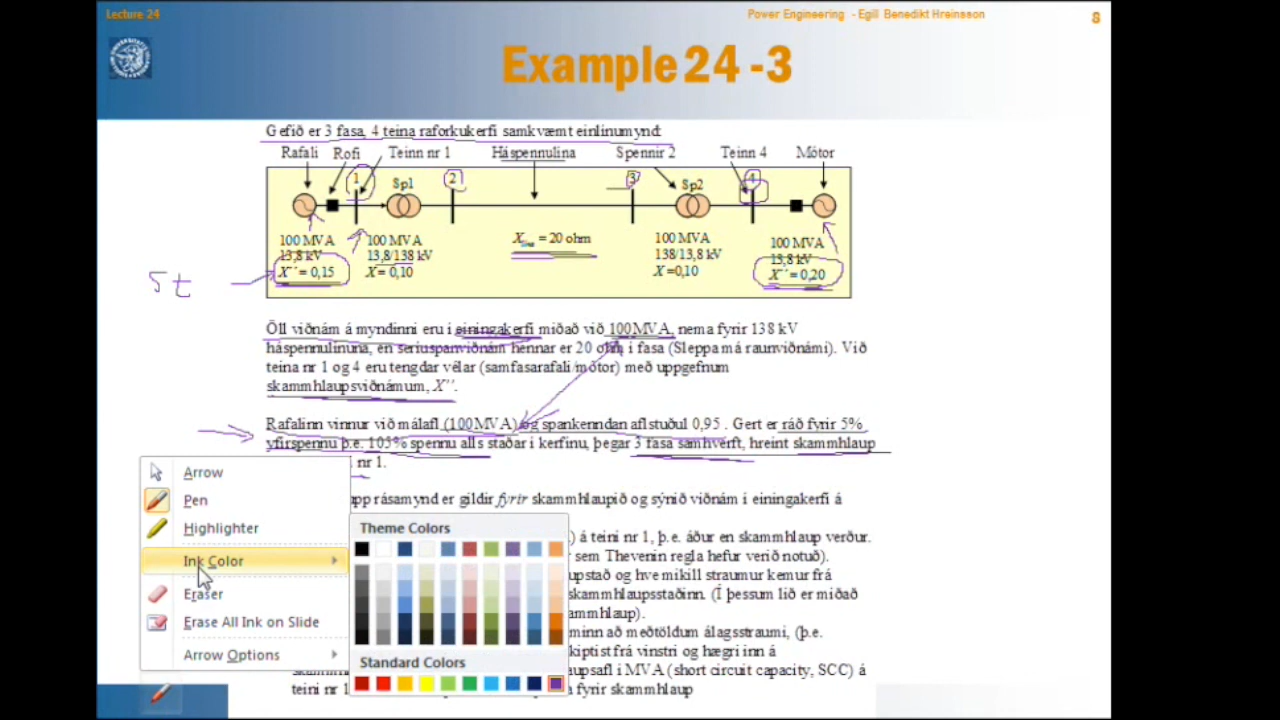 Lecture 24
Power Engineering - Egill Benedikt Hreinsson
8
Example 24 -3
Gefið er 3 fasa, 4 teina raforkukerfi samkvæmt einlínumynd:
Rafali Rofi Teinn nr 1 Háspennulína Spennir 2 Teinn 4 Mótor
1 Sp1 2 3 Sp2 4
100 MVA 100 MVA X line = 20 ohm 100 MVA 100 MVA
13,8 kV 13,8/138 kV 138/13,8 kV 13,8 kV
X´´= 0,15 X= 0,10 X =0,10 X´´=0,20
5t
Öll viðnám á myndinni eru í einingakerfi miðað við 100MVA, nema fyrir 138 kV
háspennulínuna, en seríuspanviðnám hennar er 20 ohm í fasa (Sleppa má raunviðnámi). Við
teina nr 1 og 4 eru tengdar vélar (samfasarafali/mótor) með uppgefnum
skammhlaupsviðnámum, X´´.
Rafalinn vinnur við málafl (100MVA) og spankenndan aflstuðul 0,95 . Gert er ráð fyrir 5%
yfirspennu þ.e. 105% spennu alls staðar í kerfinu, þegar 3 fasa samhverft, hreint skammhlaup
nr 1.
Arrow
Pen
Highlighter
Ink Color
Eraser
Erase All Ink on Slide
Arrow Options
Theme Colors
Standard Colors
upp rásamynd er gildir fyrir skammhlaupið og sýnið viðnám í einingakerfi á
) á teini nr 1, þ.e. áður en skammhlaup verður.
sem Thevenin regla hefur verið notuð).
upstað og hve mikill straumur kemur frá
skammhlaupsstaðinn. (Í þessum lið er miðað
ammhlaup).
minn að meðtöldum álagsstraumi, (þ.e.
kiptist frá vinstri og hægri inn á
upsafl í MVA (short circuit capacity, SCC) á
teini nr 1 fyrir skammhlaup